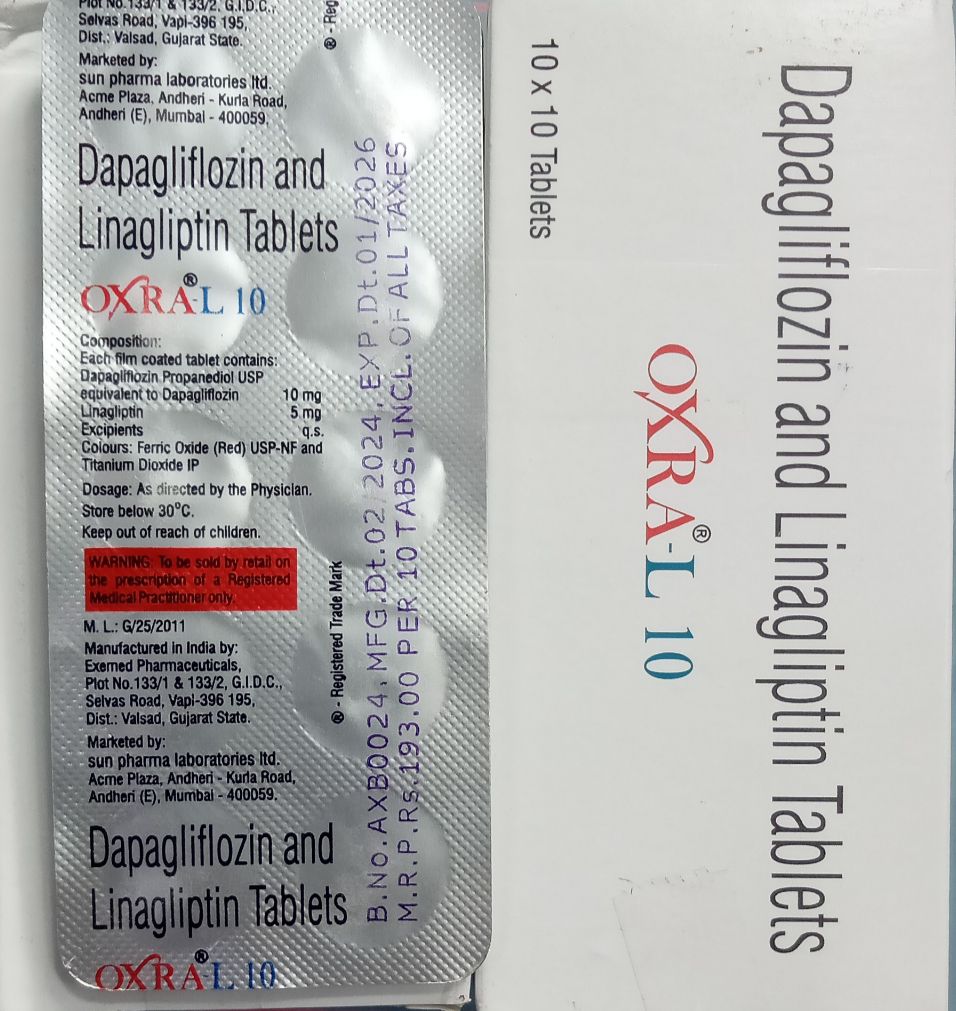 Plot No.133/1 & 133/2, G.I.D.C.,
Selvas Road, Vapi-396 195,
Dist.: Valsad, Gujarat State.
Marketed by:
sun pharma laboratories ltd.
Acme Plaza, Andheri - Kurla Road,
Andheri (E), Mumbai - 400059.
Dapagliflozin and
Linagliptin Tablets
OXRA®-L 10
Composition:
Each film coated tablet contains:
Dapagliflozin Propanediol USP
equivalent to Dapagliflozin 10 mg
Linagliptin 5 mg
Excipients q.s.
Colours: Ferric Oxide (Red) USP-NF and
Titanium Dioxide IP
Dosage: As directed by the Physician.
Store below 30°C.
Keep out of reach of children.
WARNING: To be sold by retail on
the prescription of a Registered
Medical Practitioner only.
M. L.: G/25/2011
Manufactured in India by:
Exemed Pharmaceuticals,
Plot No.133/1 & 133/2, G.I.D.C.,
Selvas Road, Vapi-396 195,
Dist.: Valsad, Gujarat State.
Marketed by:
sun pharma laboratories ltd.
Acme Plaza, Andheri - Kurla Road,
Andheri (E), Mumbai - 400059.
Dapagliflozin and
Linagliptin Tablets
OXRA®-L 10
® - Reg
® - Registered Trade Mark
B.No.AXB0024,MFG.Dt.02/2024,EXP.Dt.01/2026
M.R.P.Rs.193.00 PER 10 TABS.INCL.OF ALL TAXES
Dapagliflozin and Linagliptin Tablets
OXRA®-L 10
10 x 10 Tablets